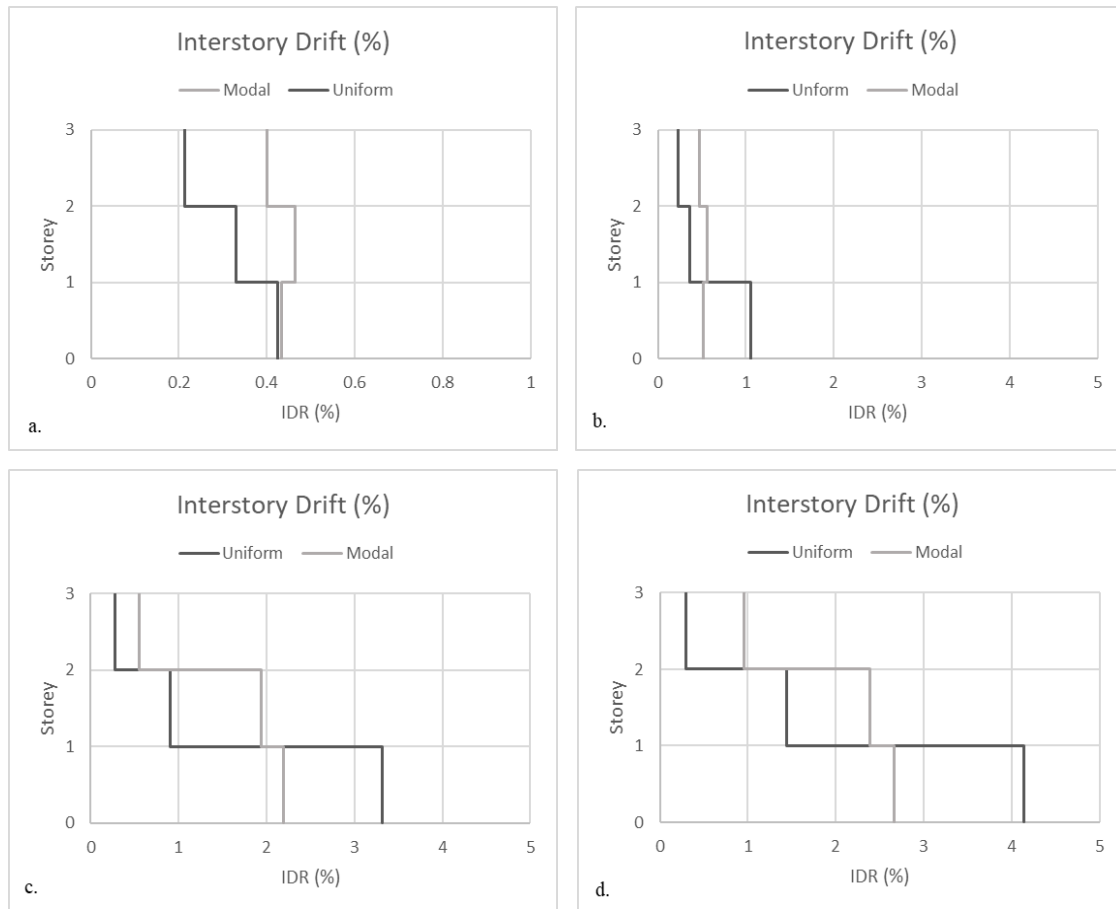 Interstory Drift (%)
Modal Uniform
3
2
1
0
Storey
0 0.2 0.4 0.6 0.8 1
IDR (%)
a.
Interstory Drift (%)
Unform Modal
3
2
1
0
Storey
0 1 2 3 4 5
IDR (%)
b.
Interstory Drift (%)
Uniform Modal
3
2
1
0
Storey
0 1 2 3 4 5
IDR (%)
c.
Interstory Drift (%)
Uniform Modal
3
2
1
0
Storey
0 1 2 3 4 5
IDR (%)
d.